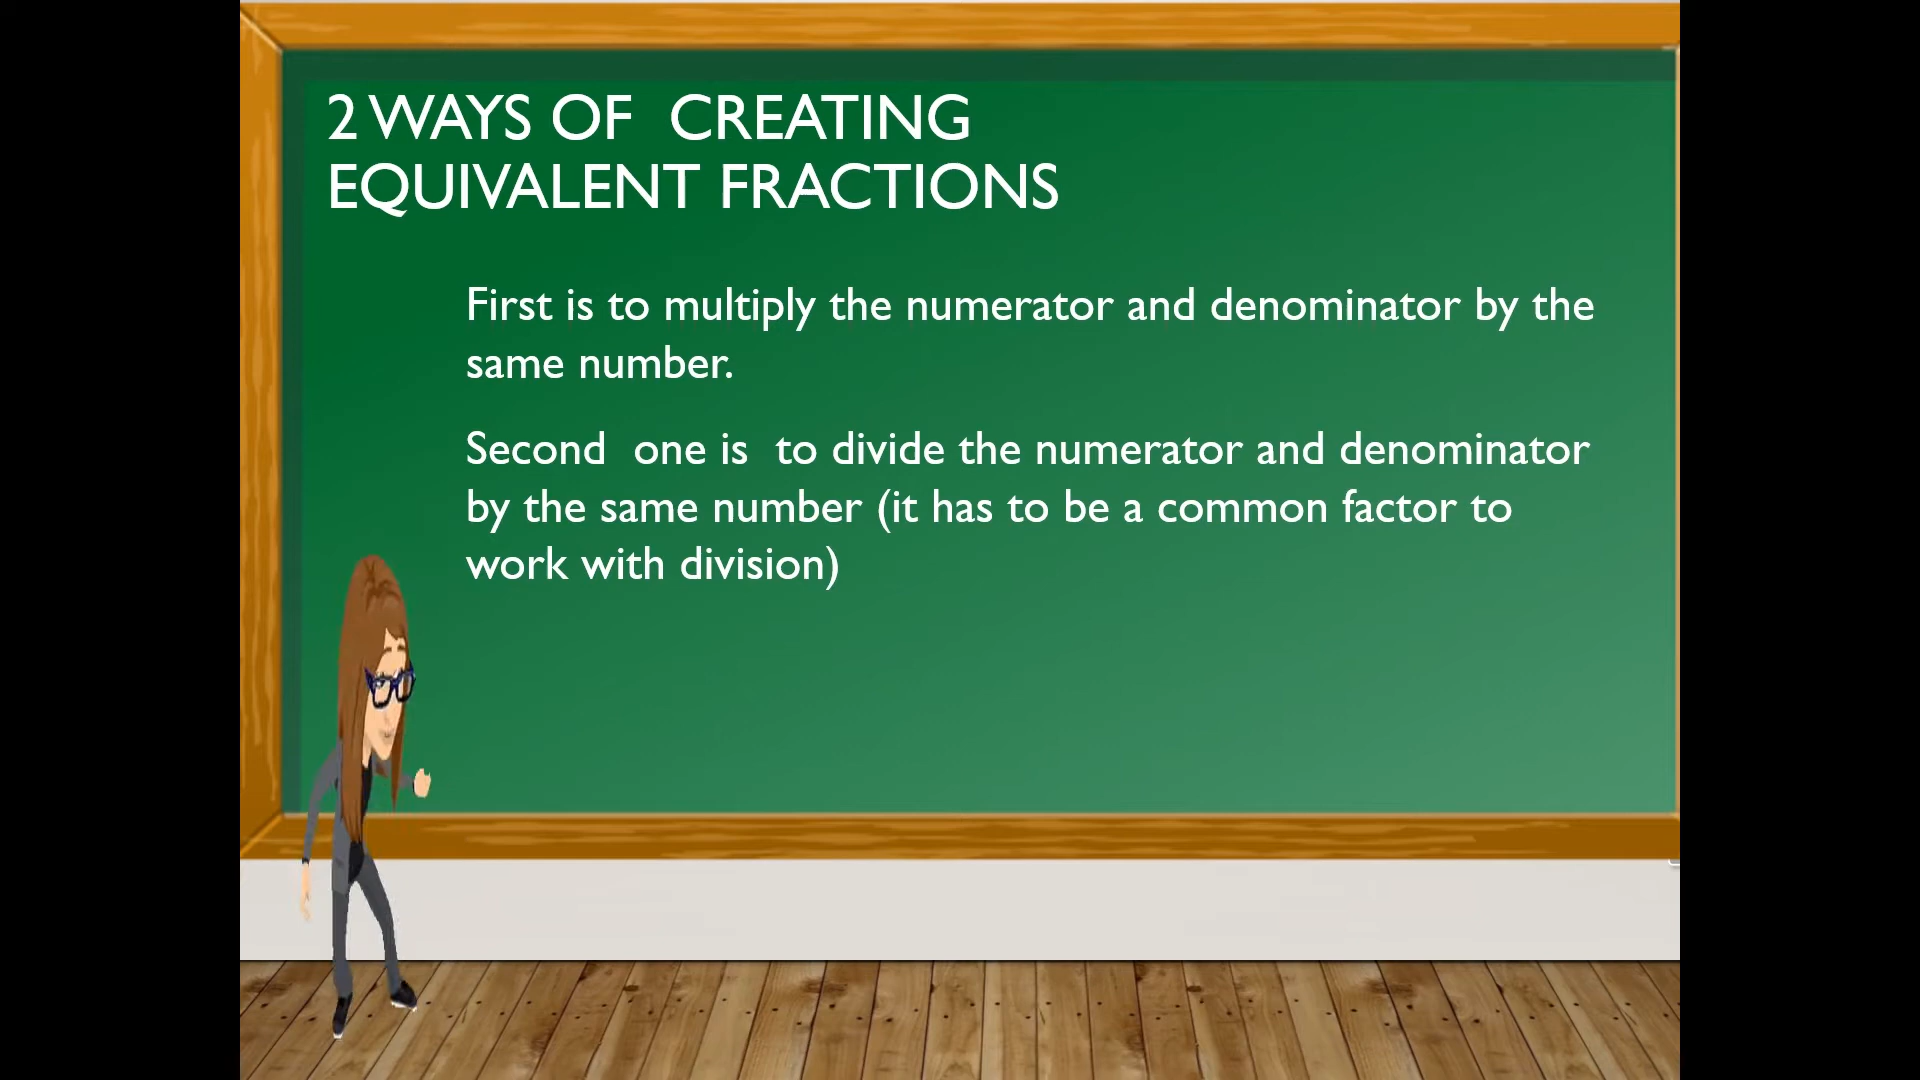 2 WAYS OF CREATING
EQUIVALENT FRACTIONS
First is to multiply the numerator and denominator by the
same number.
Second one is to divide the numerator and denominator
by the same number (it has to be a common factor to
work with division)